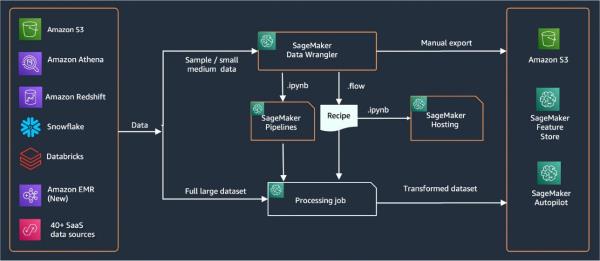 Amazon S3
Amazon Athena
Amazon Redshift
Snowflake
Databricks
Amazon EMR
(New)
40+ SaaS
data sources
Data
Sample / small
medium data
Full large dataset
SageMaker
Data Wrangler
.ipynb
.flow
SageMaker
Pipelines
Recipe
.ipynb
SageMaker
Hosting
Processing job
Manual export
Transformed dataset
Amazon S3
SageMaker
Feature
Store
SageMaker
Autopilot